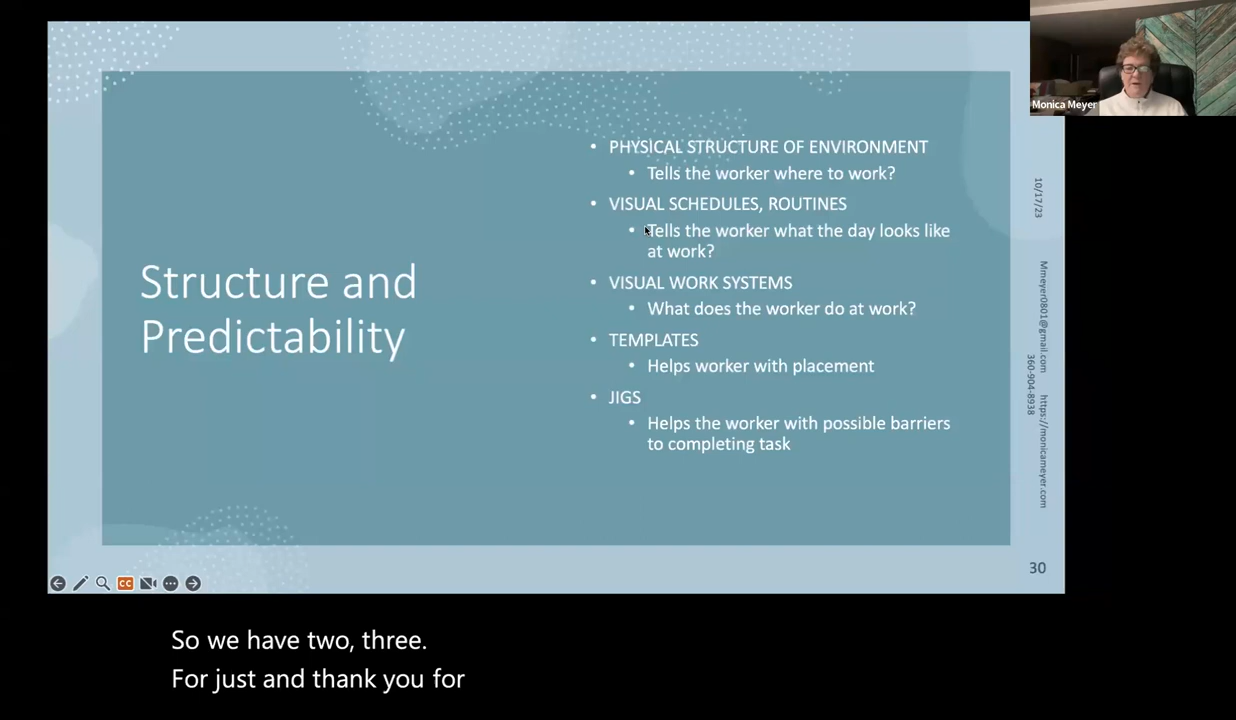 Structure and
Predictability
• PHYSICAL STRUCTURE OF ENVIRONMENT
• Tells the worker where to work?
• VISUAL SCHEDULES, ROUTINES
• Tells the worker what the day looks like
at work?
• VISUAL WORK SYSTEMS
• What does the worker do at work?
• TEMPLATES
• Helps worker with placement
• JIGS
• Helps the worker with possible barriers
to completing task
Monica Meyer
10/17/23
Mmeyer0801@gmail.com https://monicameyer.com
360-904-8938
30
CC
So we have two, three.
For just and thank you for